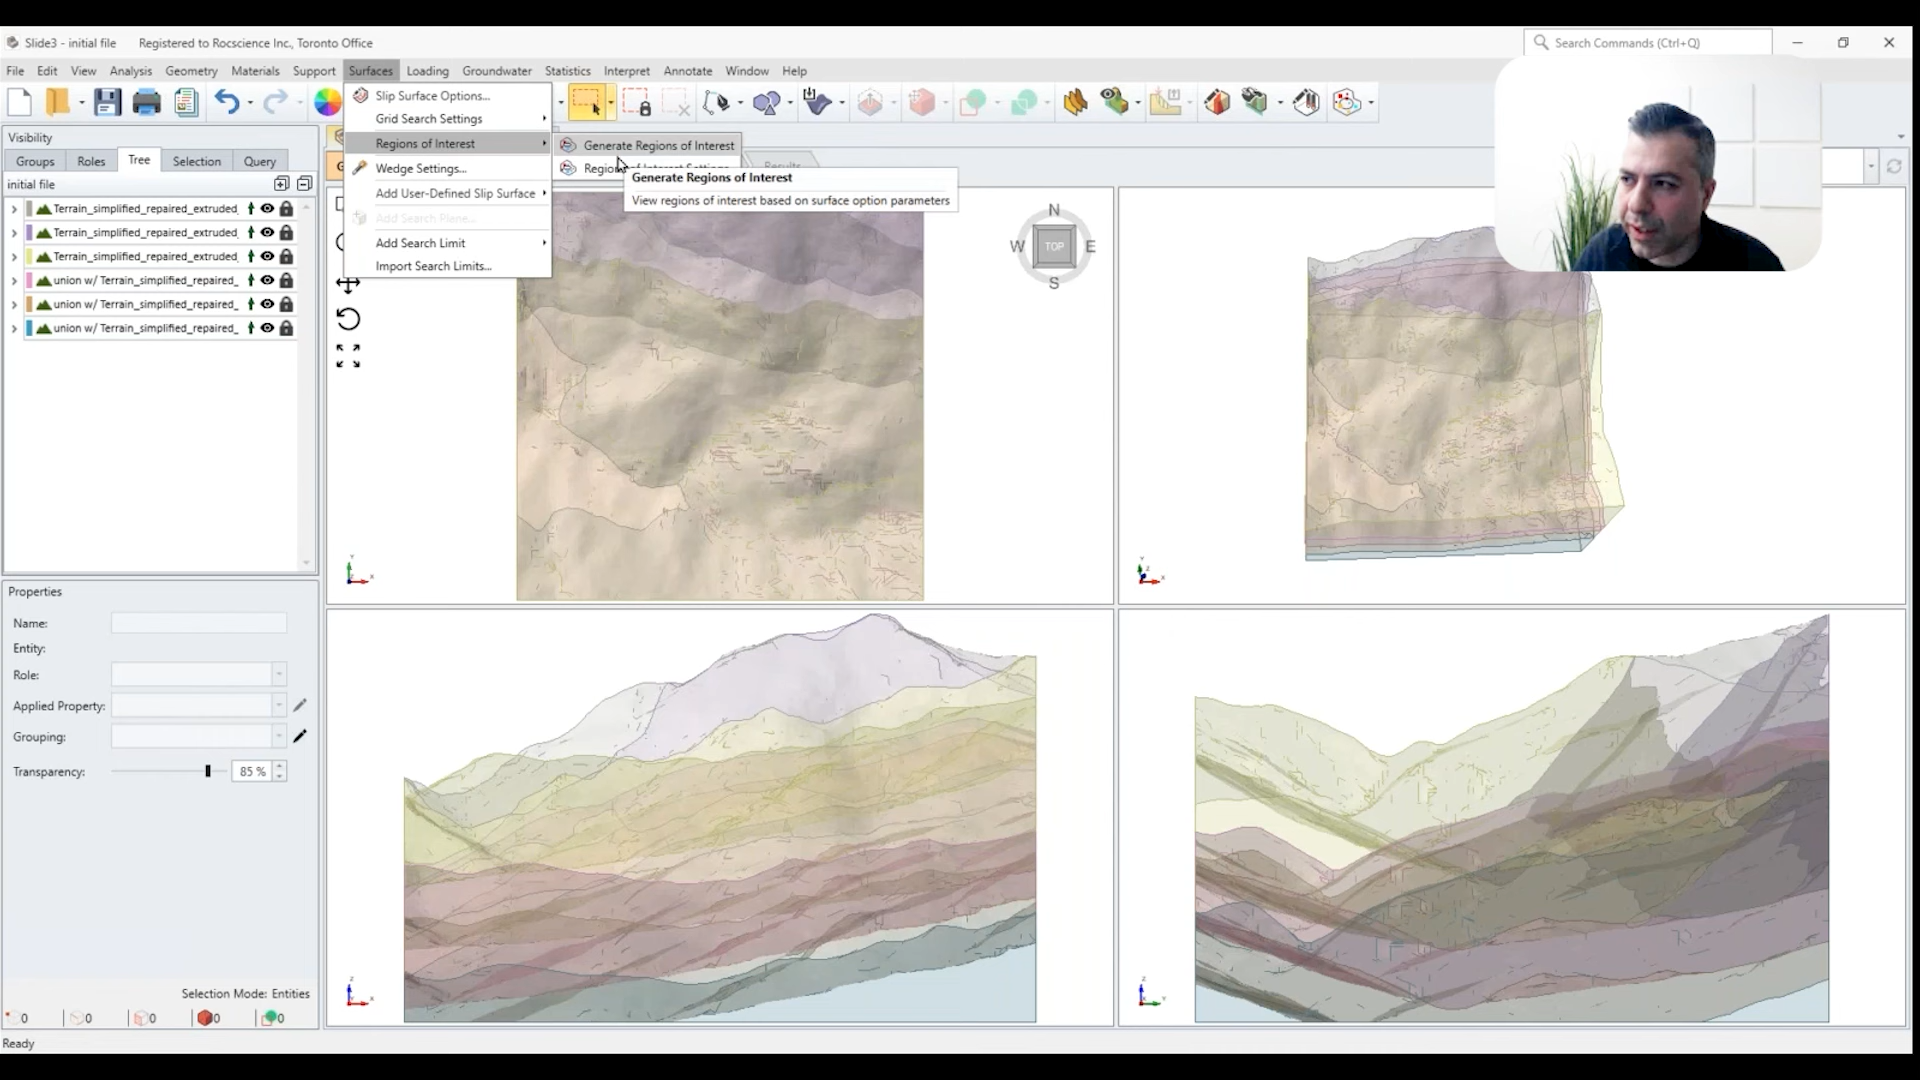 Slide3 - initial file Registered to Rocscience Inc., Toronto Office
Search Commands (Ctrl+Q)
File Edit View Analysis Geometry Materials Support Surfaces Loading Groundwater Statistics Interpret Annotate Window Help
Slip Surface Options...
Grid Search Settings
Regions of Interest
Wedge Settings...
Add User-Defined Slip Surface
Add Search Plane...
Add Search Limit
Import Search Limits...
Generate Regions of Interest
Generate Regions of Interest
View regions of interest based on surface option parameters
Results
Visibility
Groups Roles Tree Selection Query
initial file
Terrain_simplified_repaired_extruded.
Terrain_simplified_repaired_extruded.
Terrain_simplified_repaired_extruded.
union w/ Terrain_simplified_repaired_
union w/ Terrain_simplified_repaired_
union w/ Terrain_simplified_repaired_
N
W TOP E
S
Properties
Name:
Entity:
Role:
Applied Property:
Grouping:
Transparency: 85 %
Selection Mode: Entities
0 0 0 0 0
Ready